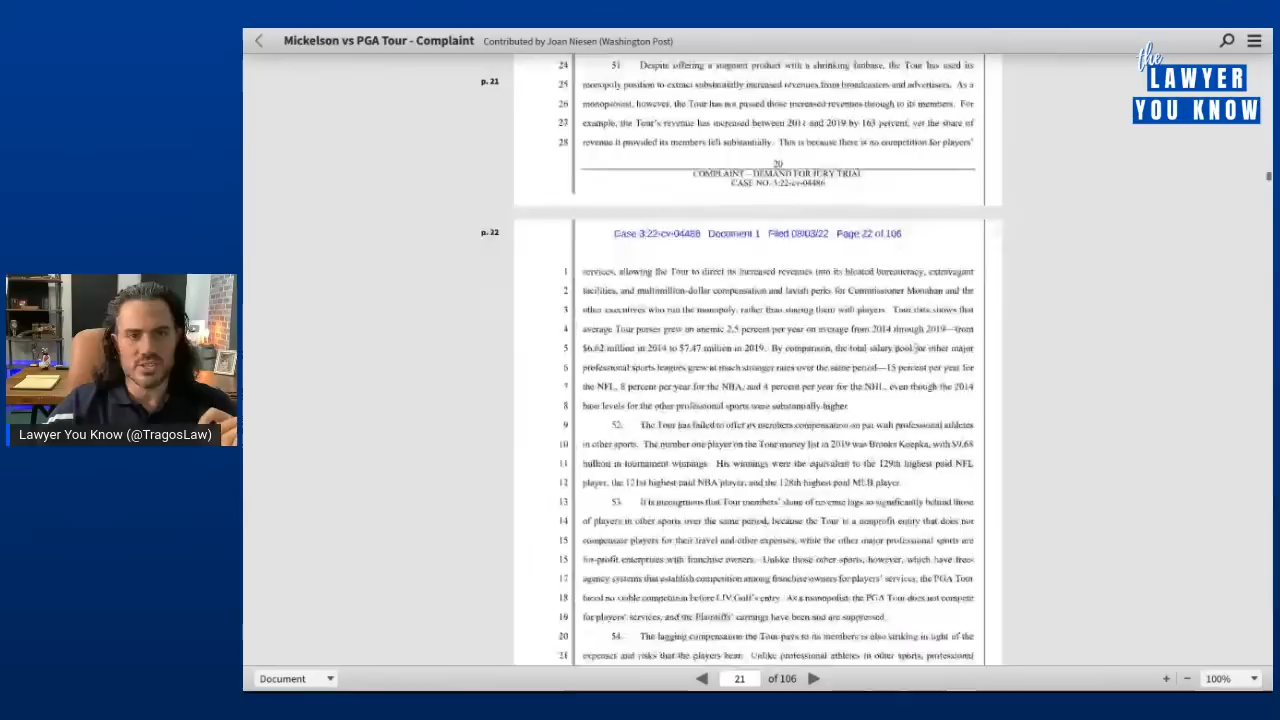 Mickelson vs PGA Tour - Complaint Contributed by Joan Niesen (Washington Post)
the
LAWYER
YOU KNOW
p. 21
24 51. Despite offering a stagnant product with a shrinking fanbase, the Tour has used its
25 monopoly position to extract substantially increased revenues from broadcasters and advertisers. As a
26 monopsonist, however, the Tour has not passed those increased revenues through to its members. For
27 example, the Tour's revenue has increased between 2014 and 2019 by 163 percent, yet the share of
28 revenue it provided its members fell substantially. This is because there is no competition for players'
20
COMPLAINT – DEMAND FOR JURY TRIAL
CASE NO. 3:22-cv-04486
p. 22
Case 3:22-cv-04486 Document 1 Filed 08/03/22 Page 22 of 106
1 services, allowing the Tour to direct its increased revenues into its bloated bureaucracy, extravagant
2 facilities, and multimillion-dollar compensation and lavish perks for Commissioner Monahan and the
3 other executives who run the monopoly, rather than sharing them with players. Tour data shows that
4 average Tour purses grew an anemic 2.5 percent per year on average from 2014 through 2019—from
5 $6.62 million in 2014 to $7.47 million in 2019. By comparison, the total salary pool for other major
6 professional sports leagues grew at much stronger rates over the same period—15 percent per year for
7 the NFL, 8 percent per year for the NBA, and 4 percent per year for the NHL, even though the 2014
8 base levels for the other professional sports were substantially higher.
9 52. The Tour has failed to offer its members compensation on par with professional athletes
10 in other sports. The number one player on the Tour money list in 2019 was Brooks Koepka, with $9.68
11 million in tournament winnings. His winnings were the equivalent to the 129th highest paid NFL
12 player, the 121st highest paid NBA player, and the 128th highest paid MLB player.
13 53. It is incongruous that Tour members' share of revenue lags so significantly behind those
14 of players in other sports over the same period, because the Tour is a nonprofit entity that does not
15 compensate players for their travel and other expenses, while the other major professional sports are
for-profit enterprises with franchise owners. Unlike those other sports, however, which have free-
17 agency systems that establish competition among franchise owners for players' services, the PGA Tour
18 faced no viable competition before LIV Golf's entry. As a monopolist the PGA Tour does not compete
19 for players' services, and the Plaintiffs' earnings have been and are suppressed.
20 54. The lagging compensation the Tour pays to its members is also striking in light of the
21 expenses and risks that the players bear. Unlike professional athletes in other sports, professional
Lawyer You Know (@TragosLaw)
Document 21 of 106 + − 100%